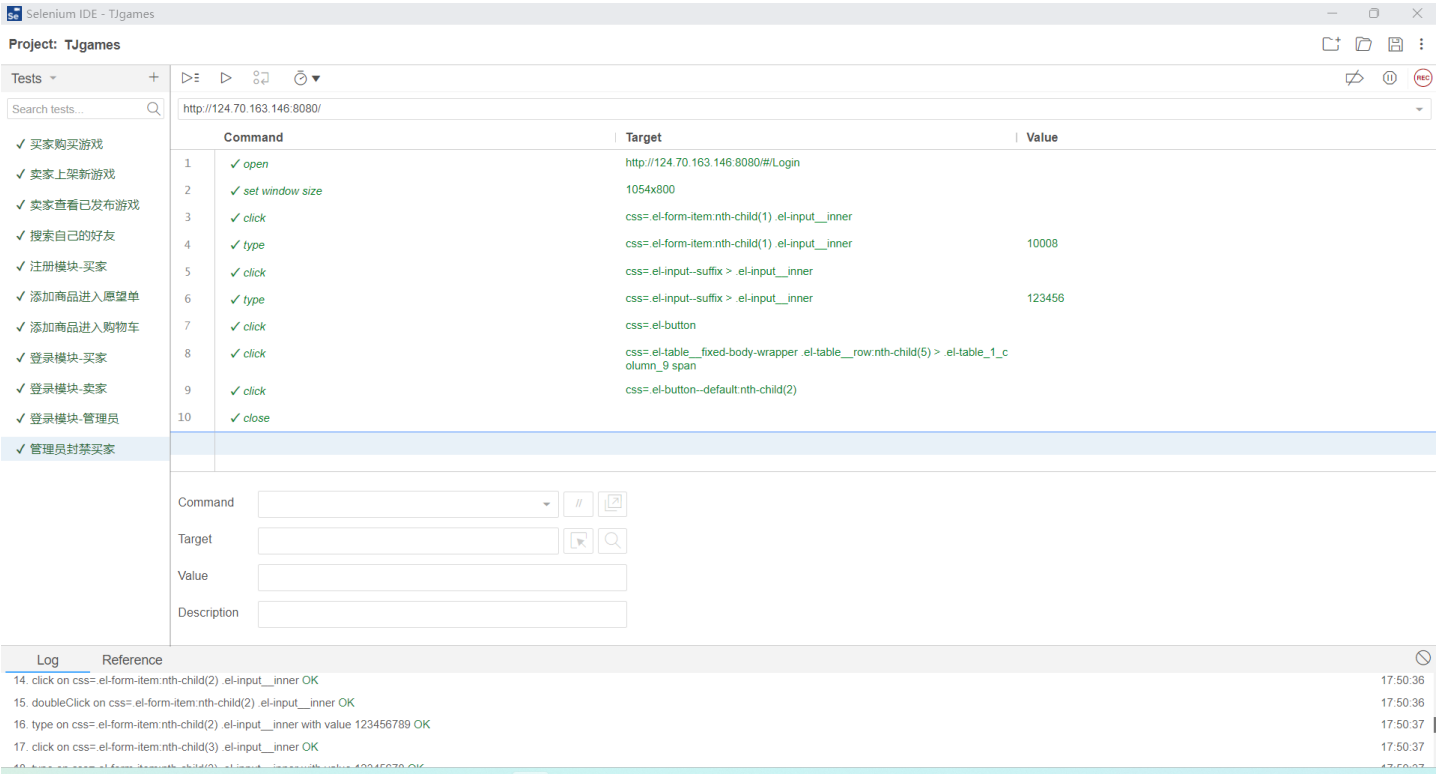 Selenium IDE - TJgames
Project: TJgames
Tests
Search tests...
http://124.70.163.146:8080/
REC
✓ 买家购买游戏
✓ 卖家上架新游戏
✓ 卖家查看已发布游戏
✓ 搜索自己的好友
✓ 注册模块-买家
✓ 添加商品进入愿望单
✓ 添加商品进入购物车
✓ 登录模块-买家
✓ 登录模块-卖家
✓ 登录模块-管理员
✓ 管理员封禁买家
Command Target Value
1 ✓ open http://124.70.163.146:8080/#/Login
2 ✓ set window size 1054x800
3 ✓ click css=.el-form-item:nth-child(1) .el-input__inner
4 ✓ type css=.el-form-item:nth-child(1) .el-input__inner 10008
5 ✓ click css=.el-input--suffix > .el-input__inner
6 ✓ type css=.el-input--suffix > .el-input__inner 123456
7 ✓ click css=.el-button
8 ✓ click css=.el-table__fixed-body-wrapper .el-table__row:nth-child(5) > .el-table_1_c
olumn_9 span
9 ✓ click css=.el-button--default:nth-child(2)
10 ✓ close
Command //
Target
Value
Description
Log Reference
14. click on css=.el-form-item:nth-child(2) .el-input__inner OK 17:50:36
15. doubleClick on css=.el-form-item:nth-child(2) .el-input__inner OK 17:50:36
16. type on css=.el-form-item:nth-child(2) .el-input__inner with value 123456789 OK 17:50:37
17. click on css=.el-form-item:nth-child(3) .el-input__inner OK 17:50:37